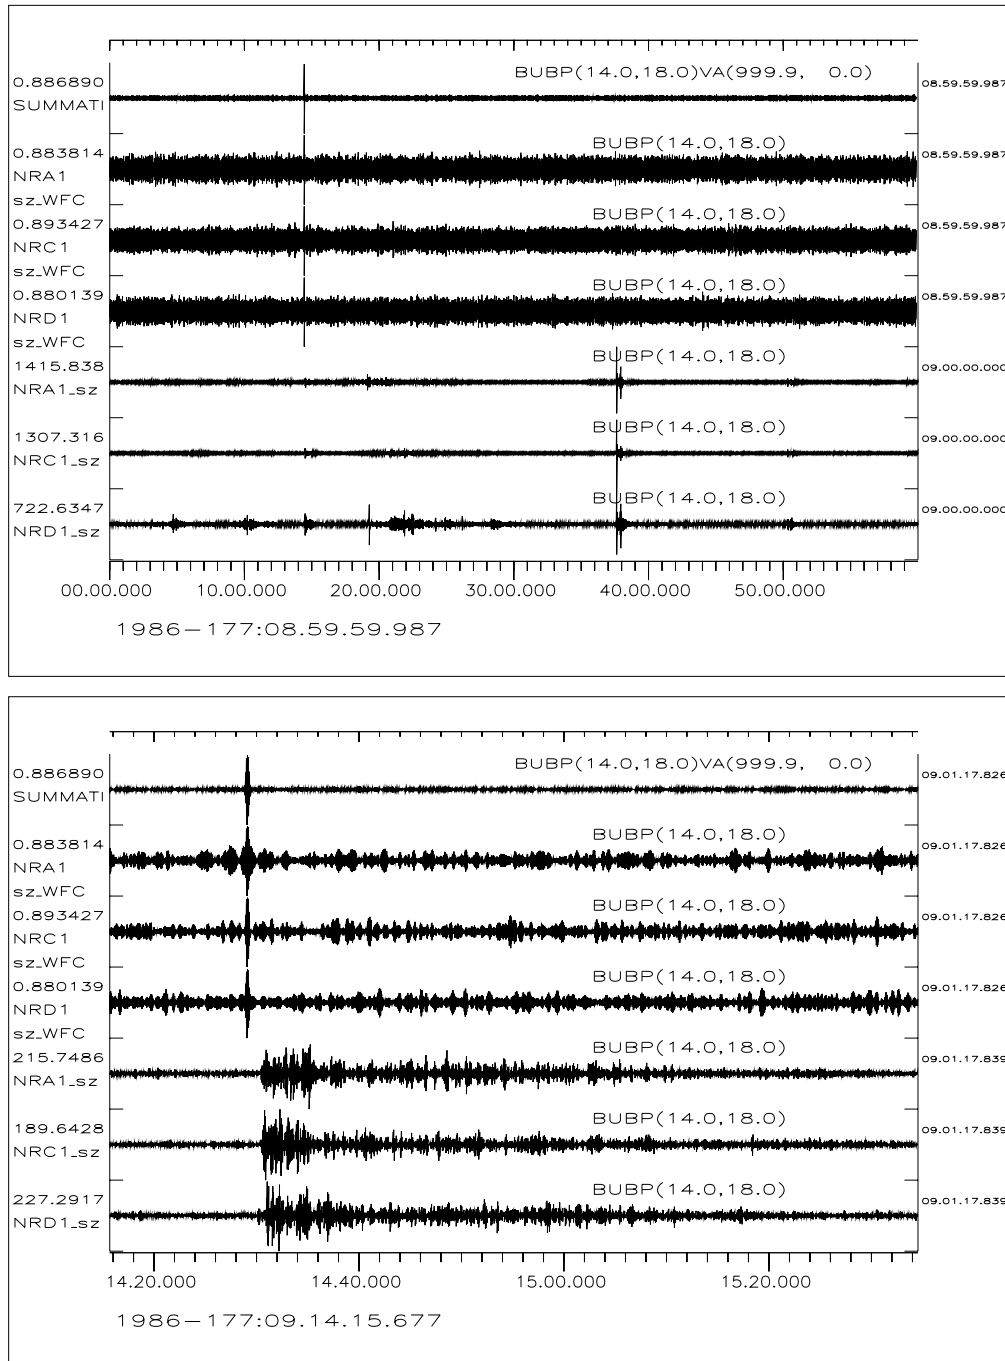 BUBP(14.0,18.0)VA(999.9, 0.0)
0.886890
SUMMATI
08.59.59.987
BUBP(14.0,18.0)
0.883814
NRA1
sz_WFC
08.59.59.987
BUBP(14.0,18.0)
0.893427
NRC1
sz_WFC
08.59.59.987
BUBP(14.0,18.0)
0.880139
NRD1
sz_WFC
08.59.59.987
BUBP(14.0,18.0)
1415.838
NRA1_sz
09.00.00.000
BUBP(14.0,18.0)
1307.316
NRC1_sz
09.00.00.000
BUBP(14.0,18.0)
722.6347
NRD1_sz
09.00.00.000
00.00.000 10.00.000 20.00.000 30.00.000 40.00.000 50.00.000
1986-177:08.59.59.987
BUBP(14.0,18.0)VA(999.9, 0.0)
0.886890
SUMMATI
09.01.17.826
BUBP(14.0,18.0)
0.883814
NRA1
sz_WFC
09.01.17.826
BUBP(14.0,18.0)
0.893427
NRC1
sz_WFC
09.01.17.826
BUBP(14.0,18.0)
0.880139
NRD1
sz_WFC
09.01.17.826
BUBP(14.0,18.0)
215.7486
NRA1_sz
09.01.17.839
BUBP(14.0,18.0)
189.6428
NRC1_sz
09.01.17.839
BUBP(14.0,18.0)
227.2917
NRD1_sz
09.01.17.839
14.20.000 14.40.000 15.00.000 15.20.000
1986-177:09.14.15.677